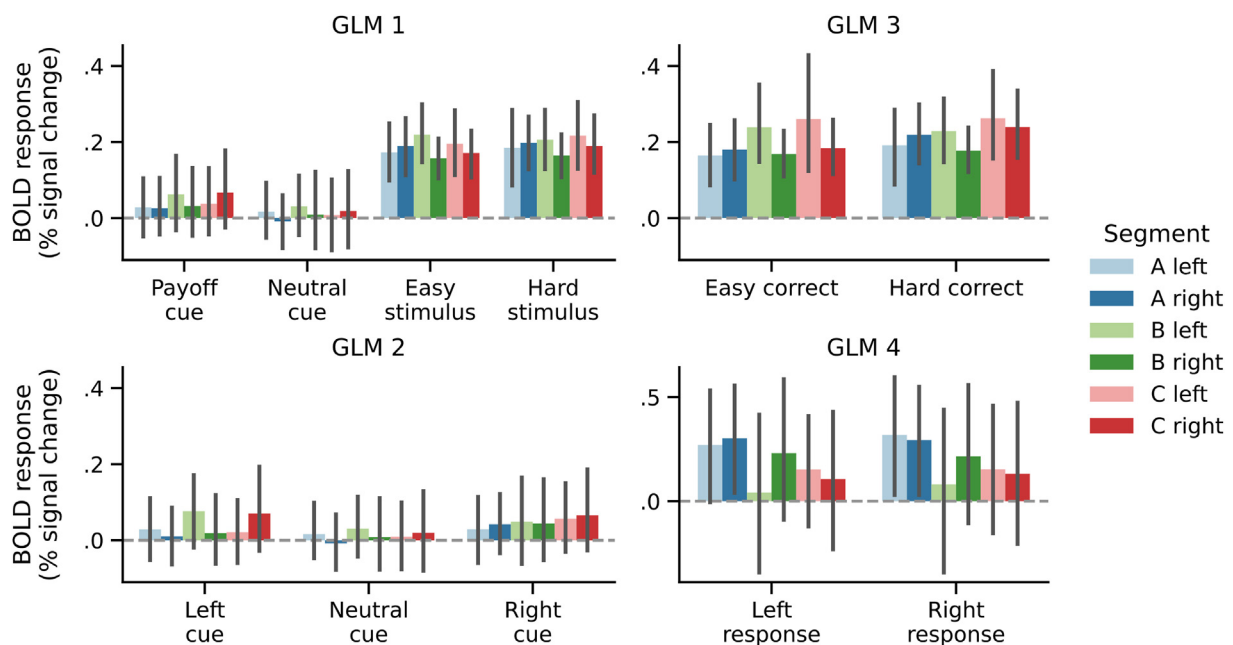 GLM 1
BOLD response
(% signal change)
.4
.2
.0
Payoff
cue
Neutral
cue
Easy
stimulus
Hard
stimulus
GLM 3
.4
.2
.0
Easy correct
Hard correct
GLM 2
BOLD response
(% signal change)
.4
.2
.0
Left
cue
Neutral
cue
Right
cue
GLM 4
.5
.0
Left
response
Right
response
Segment
A left
A right
B left
B right
C left
C right